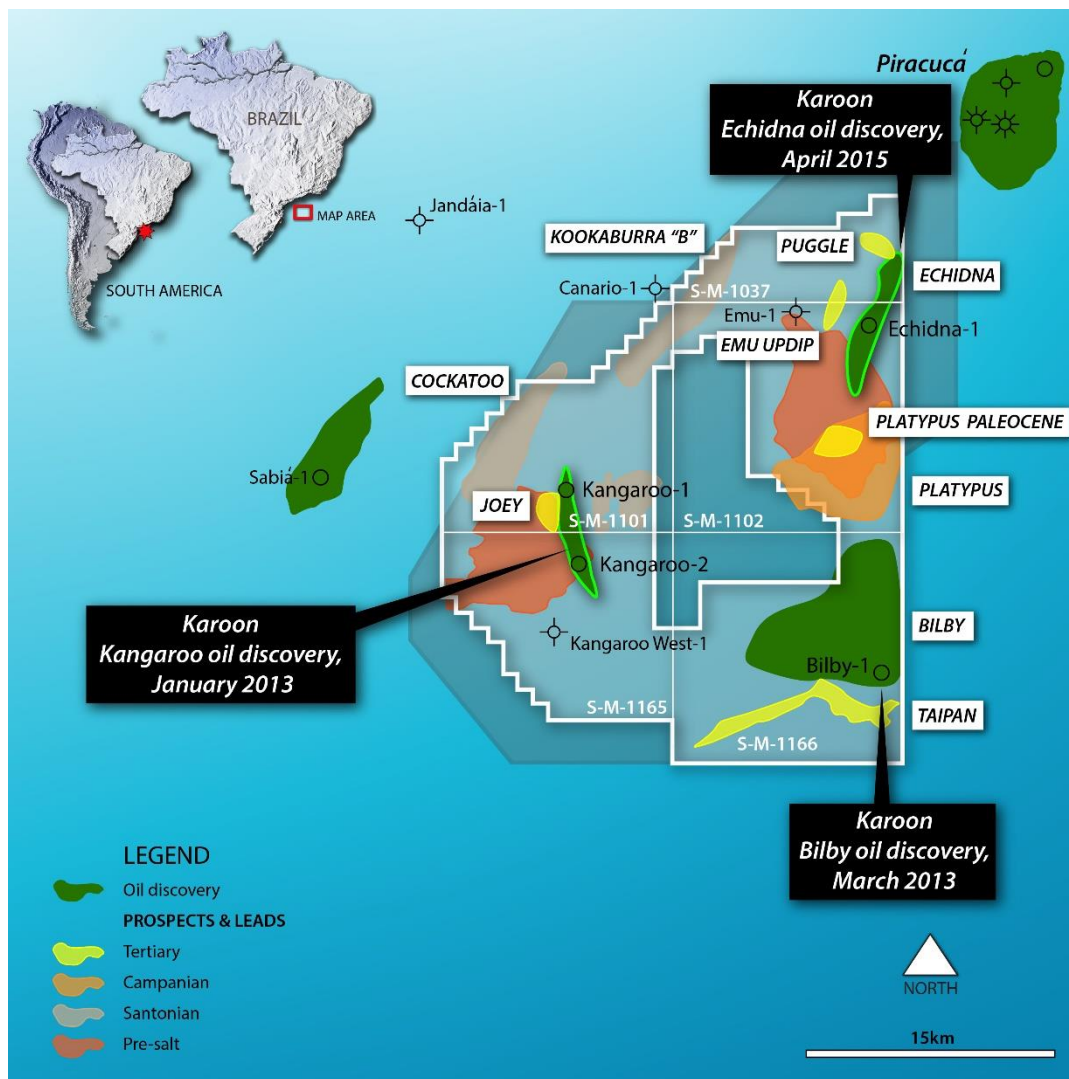 Piracucá
Karoon
Echidna oil discovery,
April 2015
BRAZIL
MAP AREA
Jandáia-1
SOUTH AMERICA
KOOKABURRA "B"
PUGGLE
ECHIDNA
Canario-1
S-M-1037
Emu-1
Echidna-1
EMU UPDIP
COCKATOO
PLATYPUS PALEOCENE
Sabiá-1
Kangaroo-1
PLATYPUS
JOEY
S-M-1101
S-M-1102
Kangaroo-2
Karoon
Kangaroo oil discovery,
January 2013
Kangaroo West-1
BILBY
Bilby-1
S-M-1165
TAIPAN
S-M-1166
Karoon
Bilby oil discovery,
March 2013
LEGEND
Oil discovery
PROSPECTS & LEADS
Tertiary
Campanian
Santonian
Pre-salt
NORTH
15km